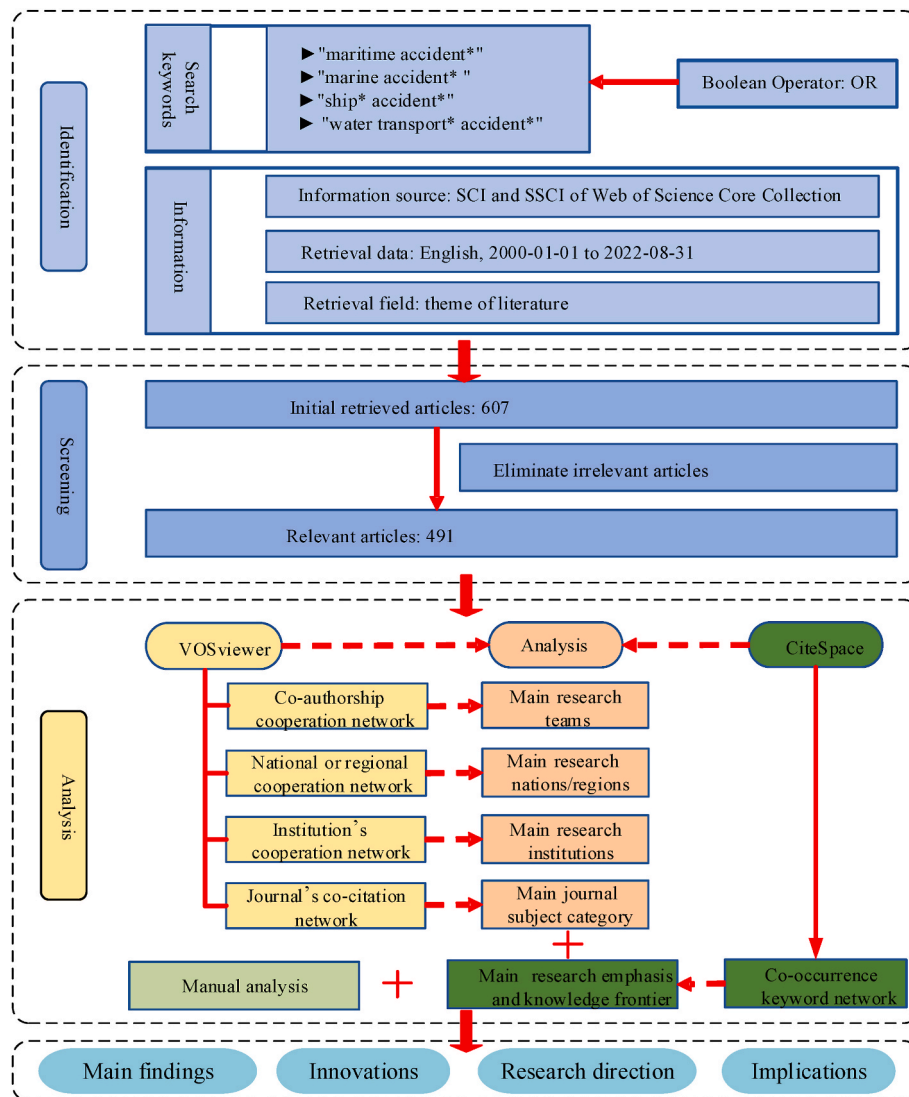 Identification
Search
keywords
►"maritime accident*"
►"marine accident* "
►"ship* accident*"
► "water transport* accident*"
Boolean Operator: OR
Information
Information source: SCI and SSCI of Web of Science Core Collection
Retrieval data: English, 2000-01-01 to 2022-08-31
Retrieval field: theme of literature
Screening
Initial retrieved articles: 607
Eliminate irrelevant articles
Relevant articles: 491
Analysis
VOSviewer
Analysis
CiteSpace
Co-authorship
cooperation network
Main research
teams
National or regional
cooperation network
Main research
nations/regions
Institution's
cooperation network
Main research
institutions
Journal's co-citation
network
Main journal
subject category
+
Manual analysis
+
Main research emphasis
and knowledge frontier
Co-occurrence
keyword network
Main findings
Innovations
Research direction
Implications